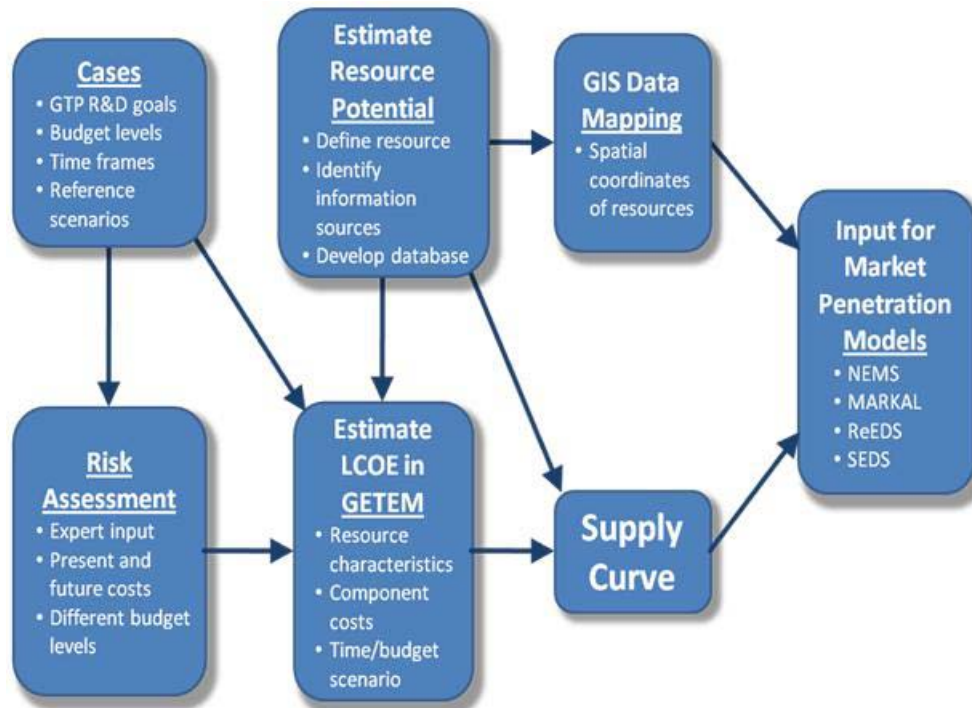 Cases
• GTP R&D goals
• Budget levels
• Time frames
• Reference
scenarios
Estimate
Resource
Potential
• Define resource
• Identify
information
sources
• Develop database
GIS Data
Mapping
• Spatial
coordinates
of resources
Input for
Market
Penetration
Models
• NEMS
• MARKAL
• ReEDS
• SEDS
Risk
Assessment
• Expert input
• Present and
future costs
• Different budget
levels
Estimate
LCOE in
GETEM
• Resource
characteristics
• Component
costs
• Time/budget
scenario
Supply
Curve